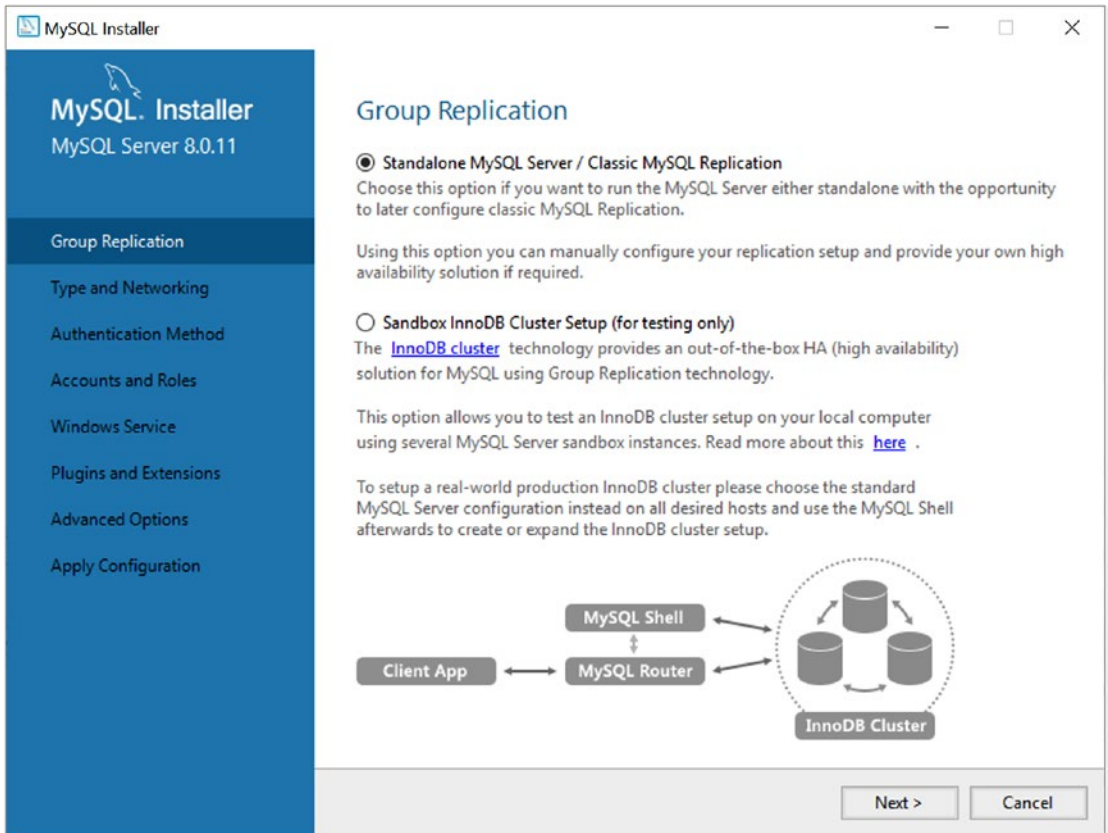 MySQL Installer
MySQL. Installer
MySQL Server 8.0.11
Group Replication
Type and Networking
Authentication Method
Accounts and Roles
Windows Service
Plugins and Extensions
Advanced Options
Apply Configuration
Group Replication
Standalone MySQL Server / Classic MySQL Replication
Choose this option if you want to run the MySQL Server either standalone with the opportunity
to later configure classic MySQL Replication.
Using this option you can manually configure your replication setup and provide your own high
availability solution if required.
Sandbox InnoDB Cluster Setup (for testing only)
The InnoDB cluster technology provides an out-of-the-box HA (high availability)
solution for MySQL using Group Replication technology.
This option allows you to test an InnoDB cluster setup on your local computer
using several MySQL Server sandbox instances. Read more about this here .
To setup a real-world production InnoDB cluster please choose the standard
MySQL Server configuration instead on all desired hosts and use the MySQL Shell
afterwards to create or expand the InnoDB cluster setup.
MySQL Shell
Client App
MySQL Router
InnoDB Cluster
Next >
Cancel